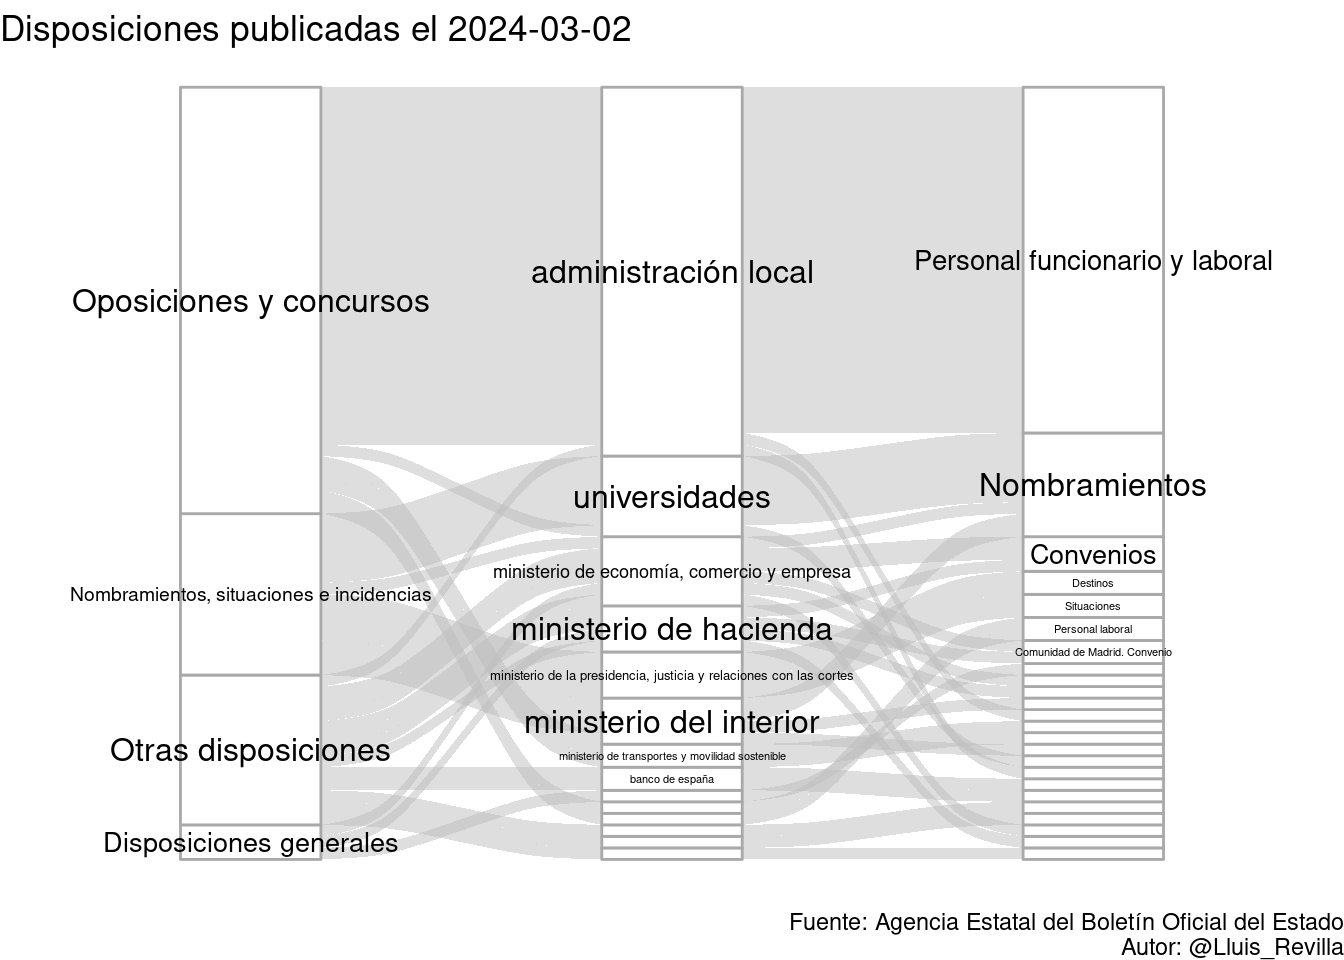 Disposiciones publicadas el 2024-03-02
Oposiciones y concursos
Nombramientos, situaciones e incidencias
Otras disposiciones
Disposiciones generales
administración local
universidades
ministerio de economía, comercio y empresa
ministerio de hacienda
ministerio de la presidencia, justicia y relaciones con las cortes
ministerio del interior
ministerio de transportes y movilidad sostenible
banco de españa
Personal funcionario y laboral
Nombramientos
Convenios
Destinos
Situaciones
Personal laboral
Comunidad de Madrid. Convenio
Fuente: Agencia Estatal del Boletín Oficial del Estado
Autor: @Lluis_Revilla